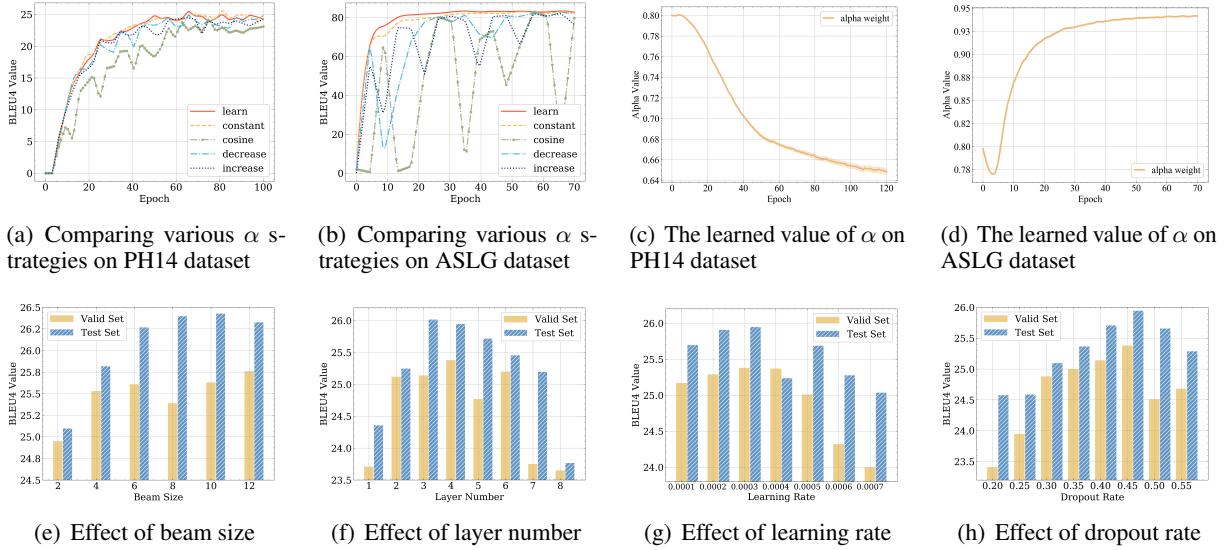 BLEU4 Value
25
20
15
10
5
0
learn
constant
cosine
decrease
increase
0 20 40 60 80 100
Epoch
(a) Comparing various α s-
trategies on PH14 dataset
BLEU4 Value
80
60
40
20
0
learn
constant
cosine
decrease
increase
0 10 20 30 40 50 60 70
Epoch
(b) Comparing various α s-
trategies on ASLG dataset
Alpha Value
0.80
0.78
0.76
0.74
0.72
0.70
0.68
0.66
0.64
alpha weight
0 20 40 60 80 100 120
Epoch
(c) The learned value of α on
PH14 dataset
Alpha Value
0.95
0.93
0.90
0.88
0.85
0.82
0.80
0.78
alpha weight
0 10 20 30 40 50 60 70
Epoch
(d) The learned value of α on
ASLG dataset
BLEU4 Value
26.5
26.2
26.0
25.8
25.5
25.2
25.0
24.8
24.5
Valid Set
Test Set
2 4 6 8 10 12
Beam Size
(e) Effect of beam size
BLEU4 Value
26.0
25.5
25.0
24.5
24.0
23.5
Valid Set
Test Set
1 2 3 4 5 6 7 8
Layer Number
(f) Effect of layer number
BLEU4 Value
26.0
25.5
25.0
24.5
24.0
Valid Set
Test Set
0.0001 0.0002 0.0003 0.0004 0.0005 0.0006 0.0007
Learning Rate
(g) Effect of learning rate
BLEU4 Value
26.0
25.5
25.0
24.5
24.0
23.5
Valid Set
Test Set
0.20 0.25 0.30 0.35 0.40 0.45 0.50 0.55
Dropout Rate
(h) Effect of dropout rate